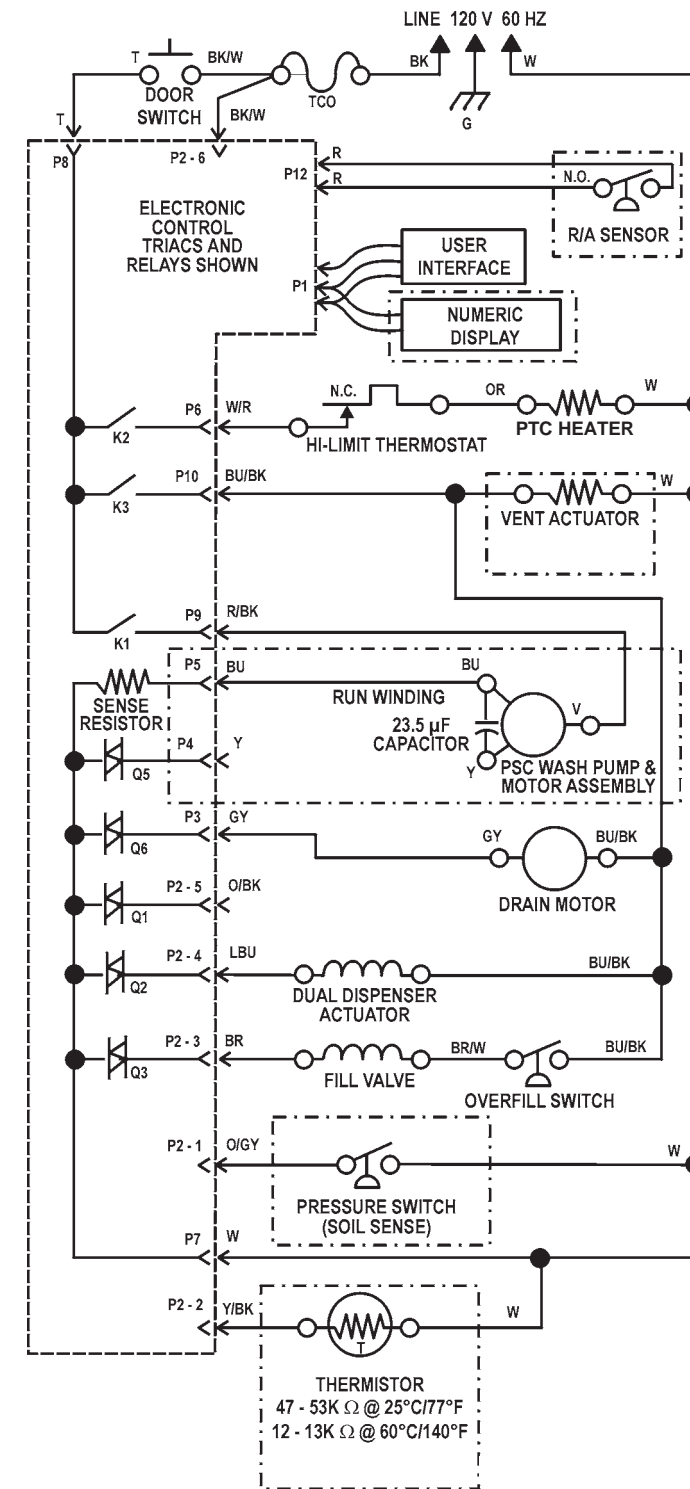 LINE 120 V 60 HZ
T
BK/W
BK
W
DOOR
SWITCH
TCO
G
T
BK/W
P8
P2 - 6
P12
R
R
N.O.
R/A SENSOR
ELECTRONIC
CONTROL
TRIACS AND
RELAYS SHOWN
USER
INTERFACE
P1
NUMERIC
DISPLAY
N.C.
OR
W
P6
W/R
K2
HI-LIMIT THERMOSTAT
PTC HEATER
P10
BU/BK
W
K3
VENT ACTUATOR
P9
R/BK
K1
P5
BU
BU
RUN WINDING
V
SENSE
RESISTOR
23.5 µF
CAPACITOR
P4
Y
Y
Q5
PSC WASH PUMP &
MOTOR ASSEMBLY
P3
GY
GY
BU/BK
Q6
DRAIN MOTOR
P2 - 5
O/BK
Q1
P2 - 4
LBU
BU/BK
Q2
DUAL DISPENSER
ACTUATOR
P2 - 3
BR
BR/W
BU/BK
Q3
FILL VALVE
OVERFILL SWITCH
P2 - 1
O/GY
W
PRESSURE SWITCH
(SOIL SENSE)
P7
W
P2 - 2
Y/BK
W
T
THERMISTOR
47 - 53K Ω @ 25°C/77°F
12 - 13K Ω @ 60°C/140°F